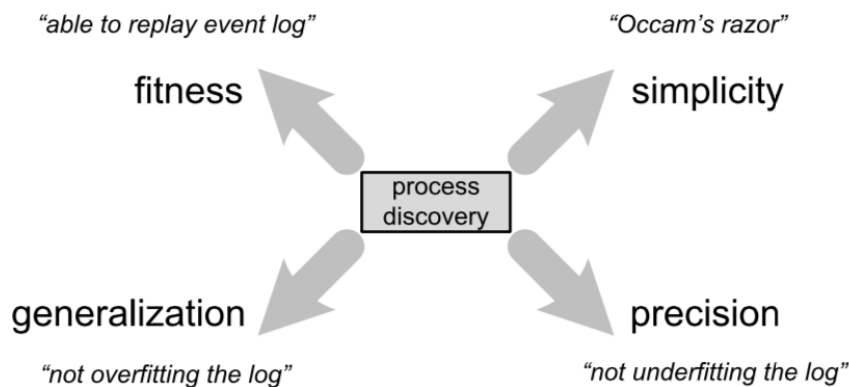 “able to replay event log”
“Occam’s razor”
fitness
simplicity
process
discovery
generalization
precision
“not overfitting the log”
“not underfitting the log”